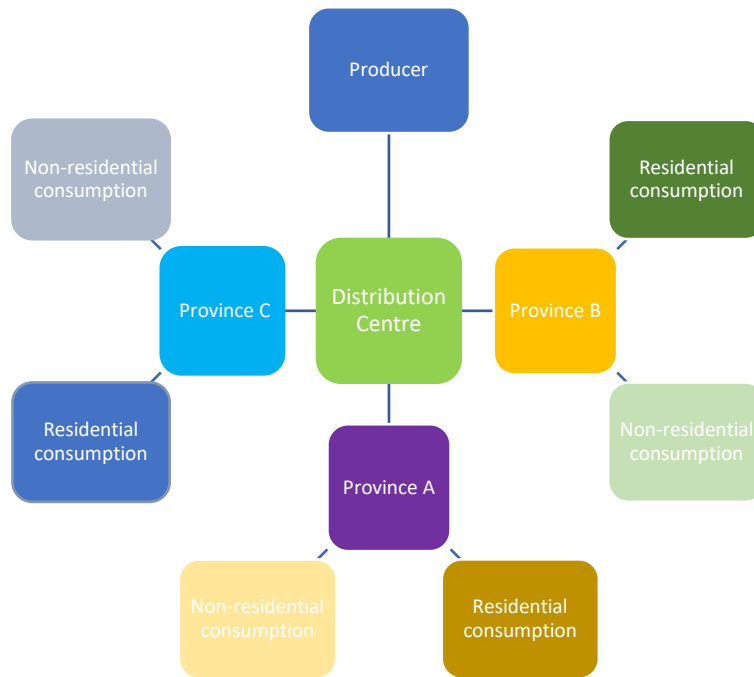 Producer
Non-residential
consumption
Residential
consumption
Province C
Distribution
Centre
Province B
Residential
consumption
Non-residential
consumption
Province A
Non-residential
consumption
Residential
consumption